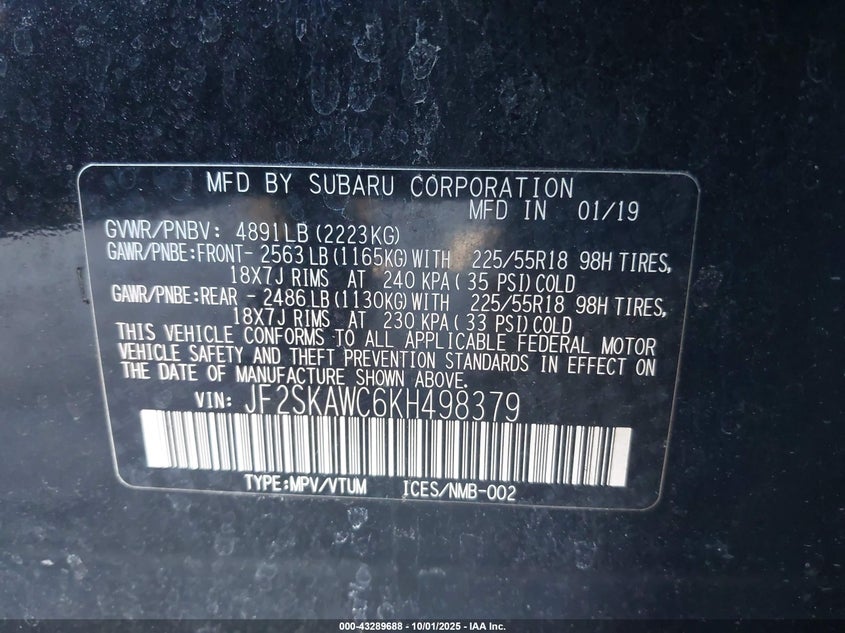 MFD BY SUBARU CORPORATION
MFD IN 01/19
GVWR/PNBV: 4891LB(2223KG)
GAWR/PNBE:FRONT- 2563LB(1165KG)WITH 225/55R18 98H TIRES,
18X7J RIMS AT 240 KPA( 35 PSI)COLD
GAWR/PNBE:REAR - 2486LB(1130KG)WITH 225/55R18 98H TIRES,
18X7J RIMS AT 230 KPA( 33 PSI)COLD
THIS VEHICLE CONFORMS TO ALL APPLICABLE FEDERAL MOTOR
VEHICLE SAFETY AND THEFT PREVENTION STANDARDS IN EFFECT ON
THE DATE OF MANUFACTURE SHOWN ABOVE.
VIN: JF2SKAWC6KH498379
TYPE:MPV/VTUM ICES/NMB-002
000-43289688 - 10/01/2025 - IAA Inc.